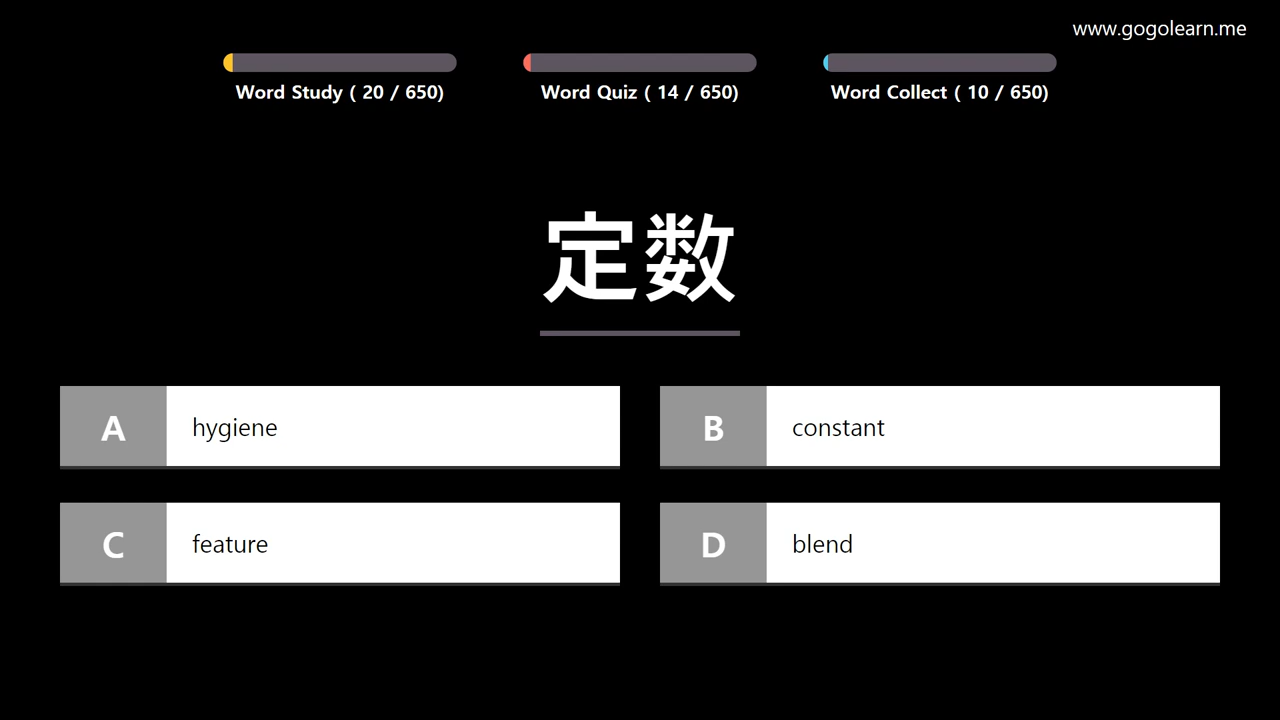 www.gogolearn.me
Word Study ( 20 / 650)
Word Quiz ( 14 / 650)
Word Collect ( 10 / 650)
定数
A hygiene
B constant
C feature
D blend